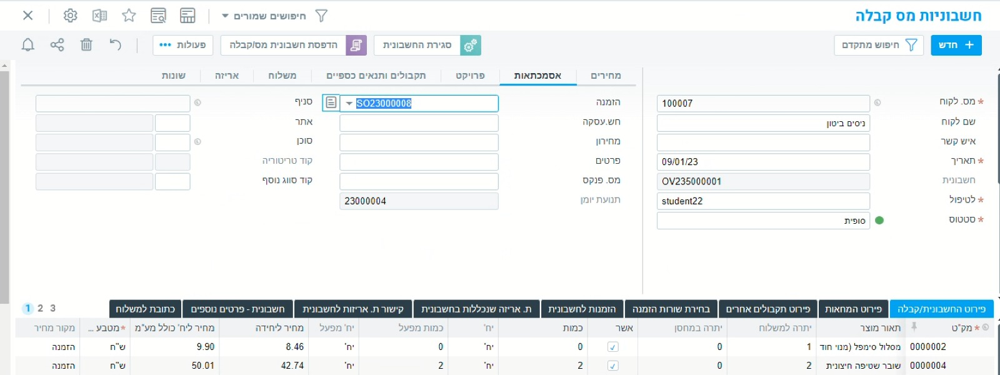 חשבוניות מס קבלה
חיפושים שמורים
+ חדש
חיפוש מתקדם
סגירת החשבונית
הדפסת חשבונית מס/קבלה
פעולות •••
מחירים אסמכתאות פרויקט תקבולים ותנאים כספיים משלוח אריזה שונות
* מס. לקוח 100007
שם לקוח ניסים ביטון
איש קשר
* תאריך 09/01/23
חשבונית OV235000001
* לטיפול student22
* סטטוס סופית
הזמנה SO23000008
חש.עסקה
מחירון
פרטים
מס. פנקס
תנועת יומן 23000004
סניף
אתר
סוכן
קוד טריטוריה
קוד סווג נוסף
פירוט החשבונית/קבלה פירוט המחאות פירוט תקבולים אחרים בחירת שורות הזמנה הזמנות לחשבונית ת. אריזה שנכללות בחשבונית קישור ת. אריזות לחשבונית חשבונית - פרטים נוספים כתובת למשלוח 1 2 3
* מק"ט תאור מוצר יתרה למשלוח יתרה במחסן אשר כמות יח' כמות מפעל יח' מפעל מחיר ליחידה מחיר ליח' כולל מע"מ * מטבע ... מקור מחיר
0000002 מסלול סימפל (מנוי חוד 1 0 0 יח' 0 יח' 8.46 9.90 ש"ח הזמנה
0000004 שובר שטיפה חיצונית 2 0 2 יח' 2 יח' 42.74 50.01 ש"ח הזמנה